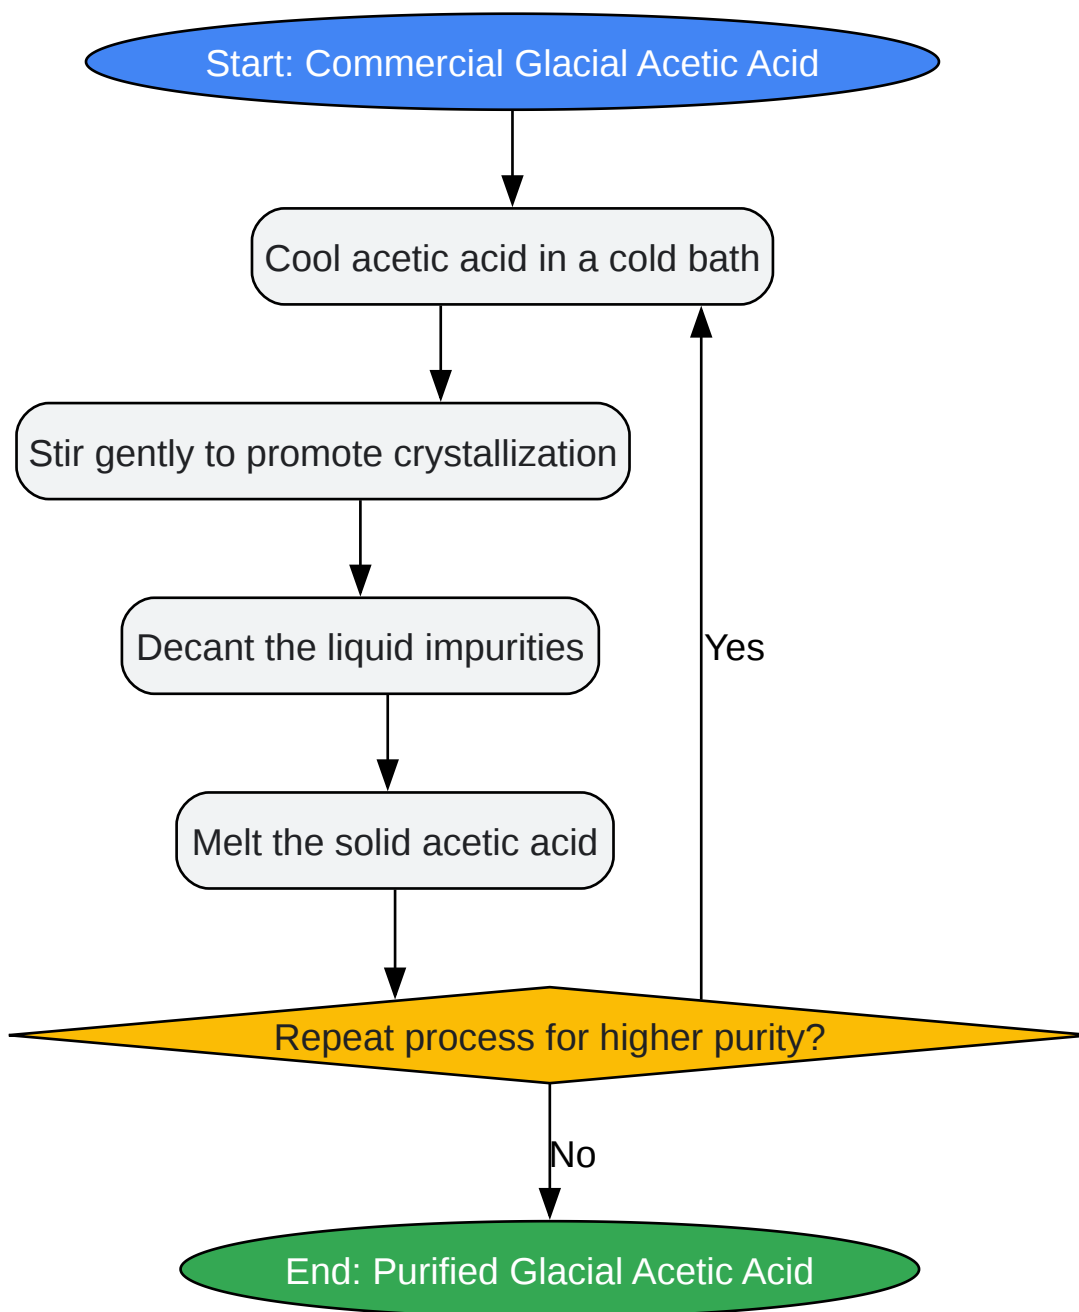 Start: Commercial Glacial Acetic Acid
Cool acetic acid in a cold bath
Stir gently to promote crystallization
Decant the liquid impurities
Yes
Melt the solid acetic acid
Repeat process for higher purity?
No
End: Purified Glacial Acetic Acid